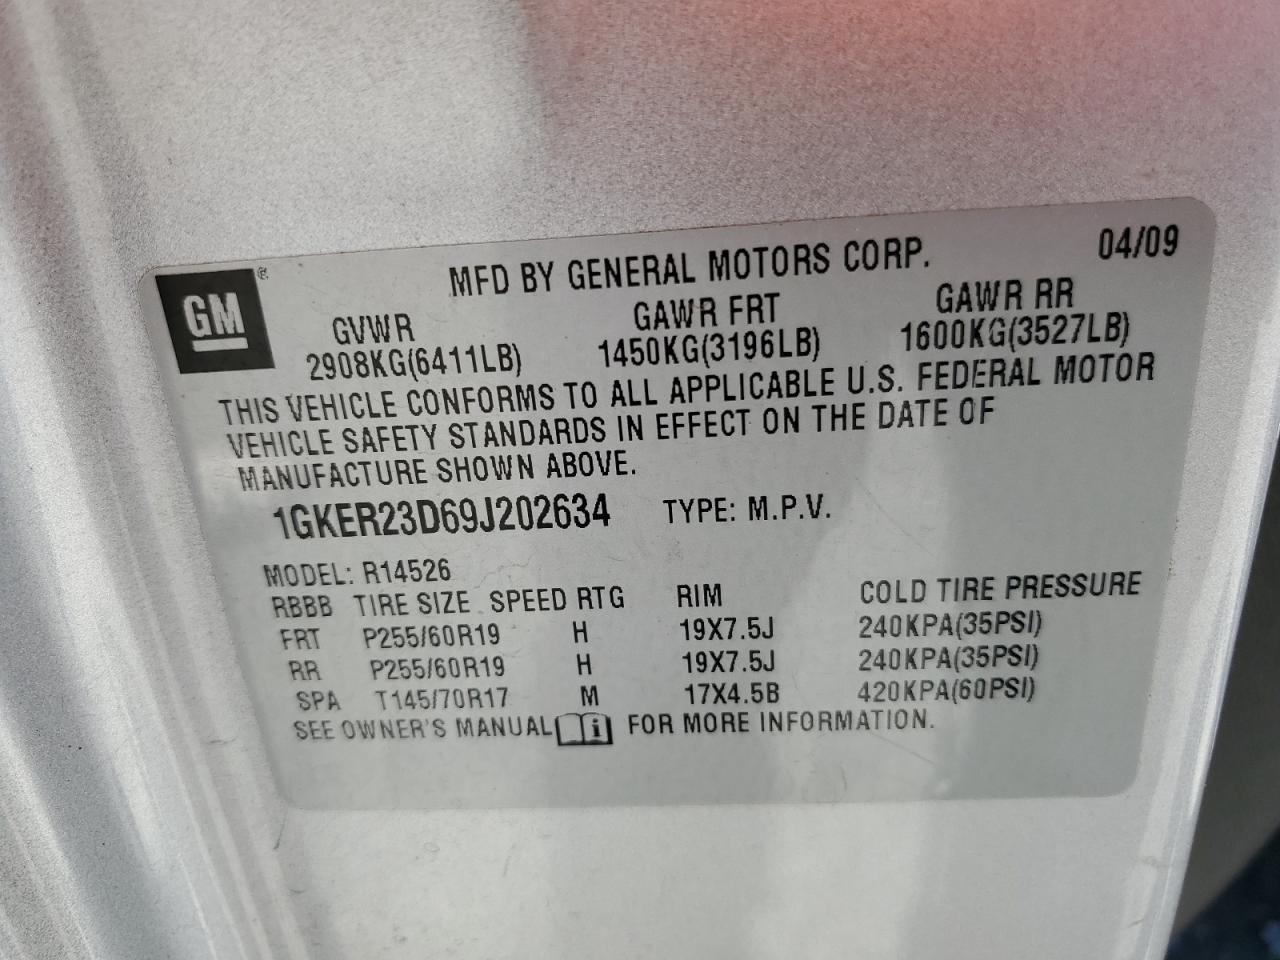 GM®
MFD BY GENERAL MOTORS CORP. 04/09
GVWR GAWR FRT GAWR RR
2908KG(6411LB) 1450KG(3196LB) 1600KG(3527LB)
THIS VEHICLE CONFORMS TO ALL APPLICABLE U.S. FEDERAL MOTOR
VEHICLE SAFETY STANDARDS IN EFFECT ON THE DATE OF
MANUFACTURE SHOWN ABOVE.
1GKER23D69J202634 TYPE: M.P.V.
MODEL: R14526
RBBB TIRE SIZE SPEED RTG RIM COLD TIRE PRESSURE
FRT P255/60R19 H 19X7.5J 240KPA(35PSI)
RR P255/60R19 H 19X7.5J 240KPA(35PSI)
SPA T145/70R17 M 17X4.5B 420KPA(60PSI)
SEE OWNER'S MANUAL i FOR MORE INFORMATION.